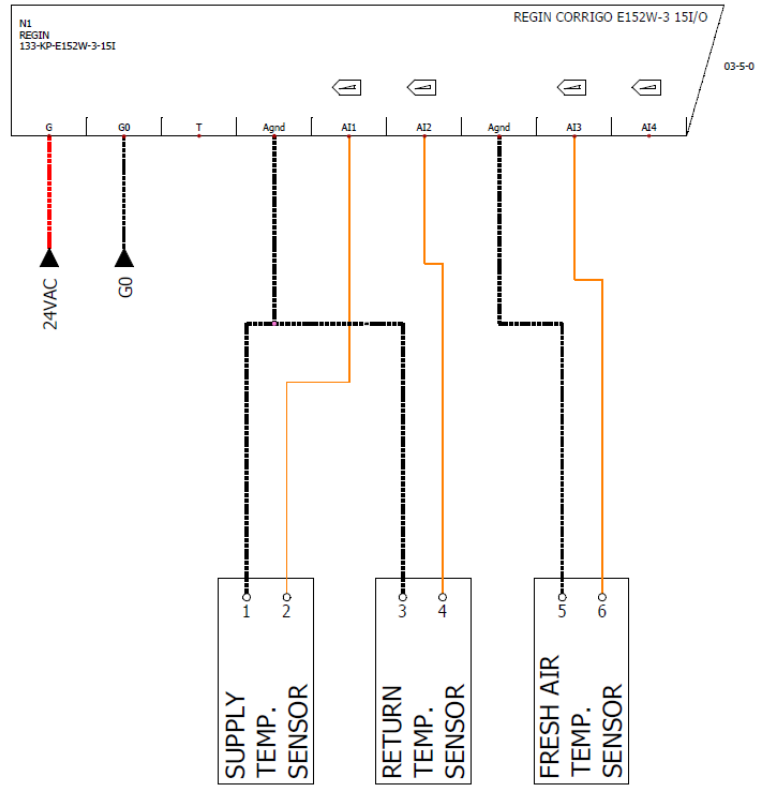 REGIN CORRIGO E152W-3 15I/O
N1
REGIN
133-KP-E152W-3-15I
03-5-0
G G0 T Agnd AI1 AI2 Agnd AI3 AI4
24VAC
G0
1 2 3 4 5 6
SUPPLY
TEMP.
SENSOR
RETURN
TEMP.
SENSOR
FRESH AIR
TEMP.
SENSOR